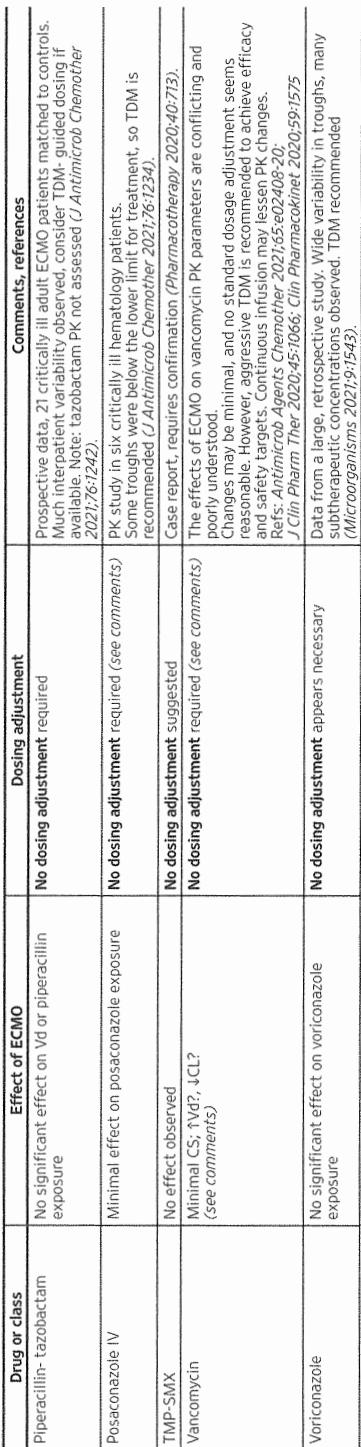 Drug or class
Effect of ECMO
Dosing adjustment
Comments, references
Piperacillin- tazobactam
No significant effect on Vd or piperacillin
exposure
No dosing adjustment required
Prospective data, 21 critically ill adult ECMO patients matched to controls.
Much interpatient variability observed, consider TDM- guided dosing if
available. Note: tazobactam PK not assessed (J Antimicrob Chemother
2021;76:1242).
Posaconazole IV
Minimal effect on posaconazole exposure
No dosing adjustment required (see comments)
PK study in six critically ill hematology patients.
Some troughs were below the lower limit for treatment, so TDM is
recommended (J Antimicrob Chemother 2021;76:1234).
TMP-SMX
No effect observed
No dosing adjustment suggested
Case report, requires confirmation (Pharmacotherapy 2020;40:713).
Vancomycin
Minimal CS; ↑Vd?, ↓CL?
(see comments)
No dosing adjustment required (see comments)
The effects of ECMO on vancomycin PK parameters are conflicting and
poorly understood.
Changes may be minimal, and no standard dosage adjustment seems
reasonable. However, aggressive TDM is recommended to achieve efficacy
and safety targets. Continuous infusion may lessen PK changes.
Refs: Antimicrob Agents Chemother 2021;65:e02408-20;
J Clin Pharm Ther 2020;45:1066; Clin Pharmacokinet 2020;59:1575
Voriconazole
No significant effect on voriconazole
exposure
No dosing adjustment appears necessary
Data from a large, retrospective study. Wide variability in troughs, many
subtherapeutic concentrations observed. TDM recommended
(Microorganisms 2021;9:1543).